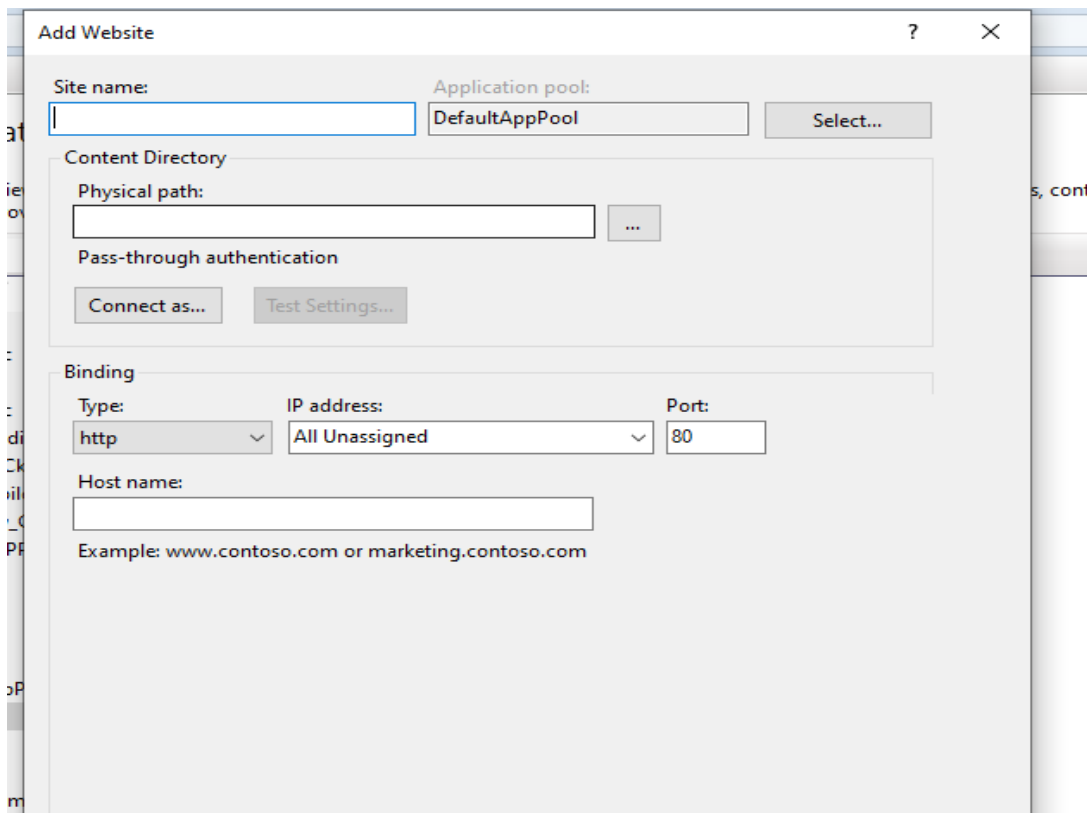 Add Website
?
Site name:
Application pool:
DefaultAppPool
Select...
Content Directory
Physical path:
...
Pass-through authentication
Connect as...
Test Settings...
Binding
Type:
IP address:
Port:
http
All Unassigned
80
Host name:
Example: www.contoso.com or marketing.contoso.com
s, cont